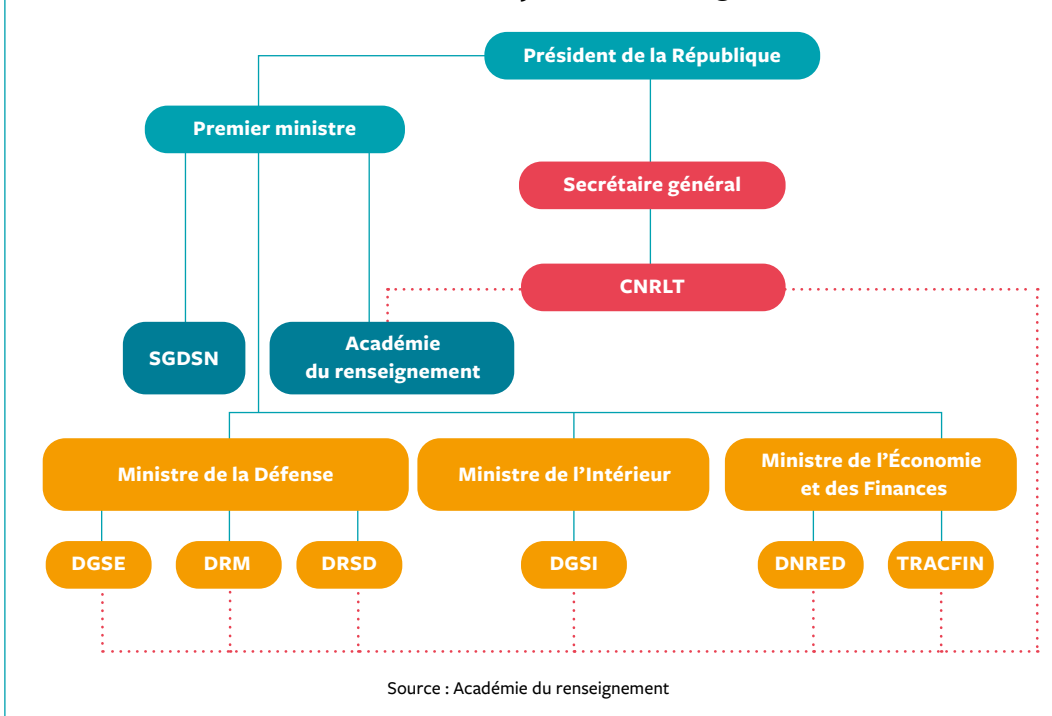 Président de la République
Premier ministre
Secrétaire général
CNRLT
SGDSN
Académie
du renseignement
Ministre de la Défense
Ministre de l'Intérieur
Ministre de l'Économie
et des Finances
DGSE
DRM
DRSD
DGSI
DNRED
TRACFIN
Source : Académie du renseignement